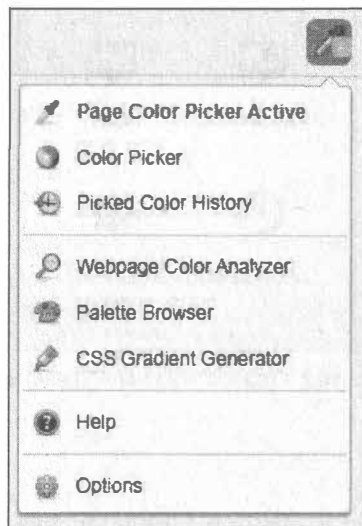 Page Color Picker Active
Color Picker
Picked Color History
Webpage Color Analyzer
Palette Browser
CSS Gradient Generator
Help
Options